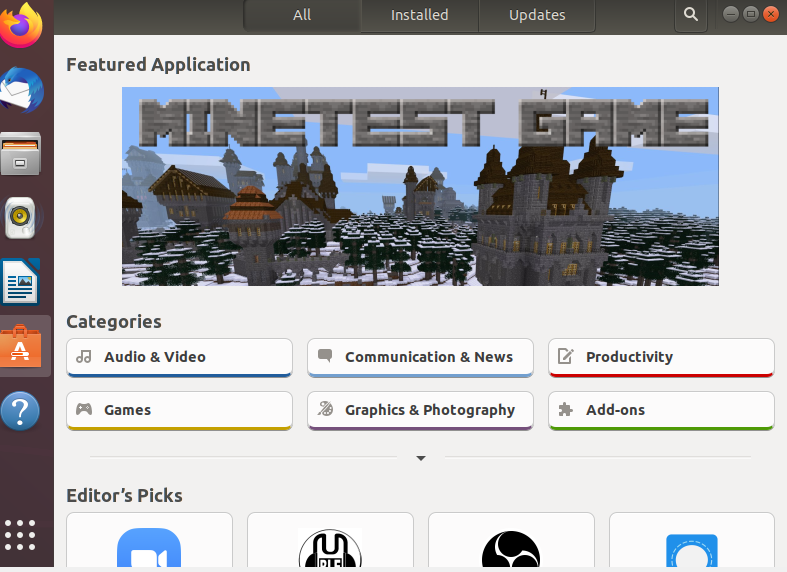 All Installed Updates
Featured Application
MINETEST GAME
Categories
Audio & Video Communication & News Productivity
Games Graphics & Photography Add-ons
Editor’s Picks